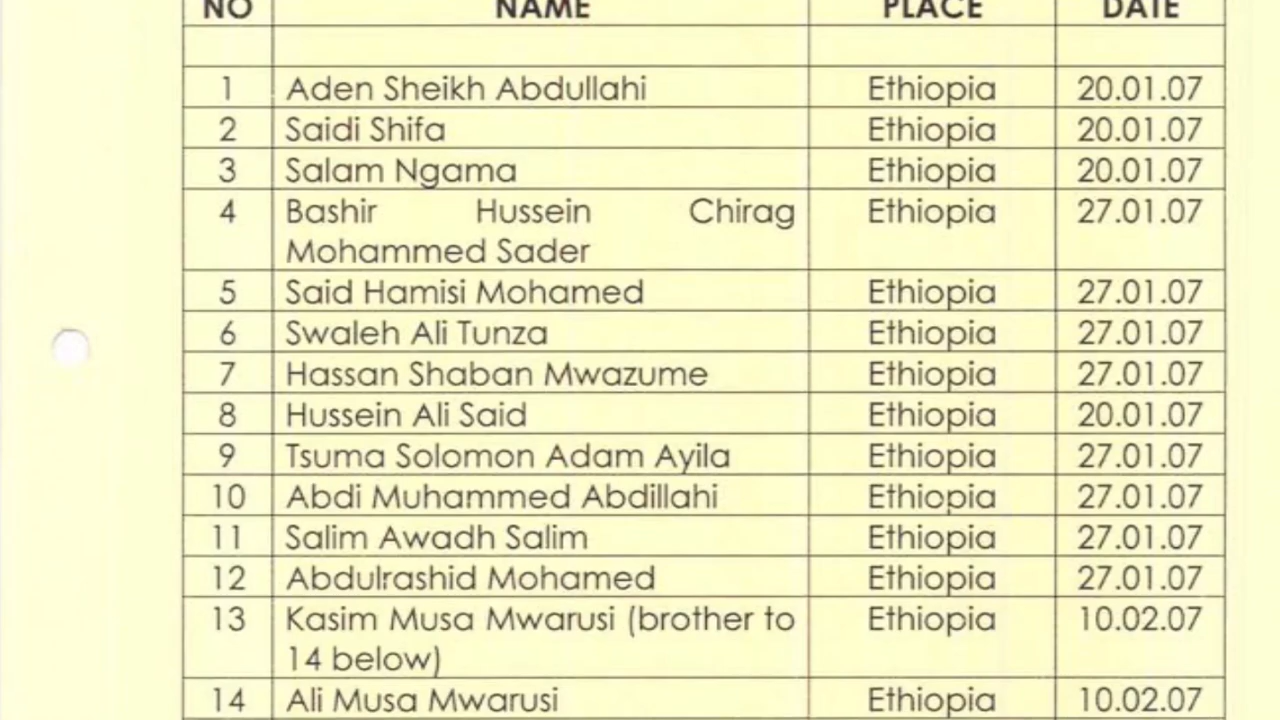 NO NAME PLACE DATE
1 Aden Sheikh Abdullahi Ethiopia 20.01.07
2 Saidi Shifa Ethiopia 20.01.07
3 Salam Ngama Ethiopia 20.01.07
4 Bashir Hussein Chirag Ethiopia 27.01.07
Mohammed Sader
5 Said Hamisi Mohamed Ethiopia 27.01.07
6 Swaleh Ali Tunza Ethiopia 27.01.07
7 Hassan Shaban Mwazume Ethiopia 27.01.07
8 Hussein Ali Said Ethiopia 20.01.07
9 Tsuma Solomon Adam Ayila Ethiopia 27.01.07
10 Abdi Muhammed Abdillahi Ethiopia 27.01.07
11 Salim Awadh Salim Ethiopia 27.01.07
12 Abdulrashid Mohamed Ethiopia 27.01.07
13 Kasim Musa Mwarusi (brother to Ethiopia 10.02.07
14 below)
14 Ali Musa Mwarusi Ethiopia 10.02.07